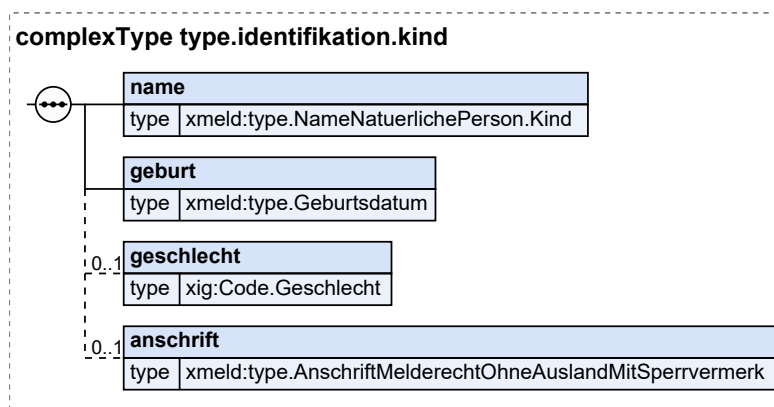 complexType type.identifikation.kind
name
type xmeld:type.NameNatuerlichePerson.Kind
geburt
type xmeld:type.Geburtsdatum
0..1
geschlecht
type xig:Code.Geschlecht
0..1
anschrift
type xmeld:type.AnschriftMelderechtOhneAuslandMitSperrvermerk